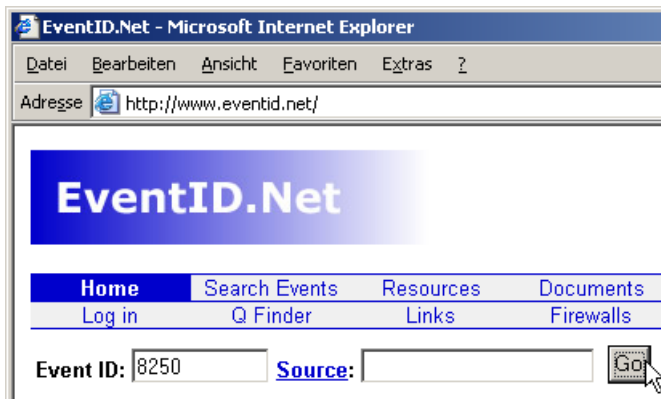 EventID.Net - Microsoft Internet Explorer
Datei Bearbeiten Ansicht Favoriten Extras ?
Adresse http://www.eventid.net/
EventID.Net
Home Search Events Resources Documents
Log in Q Finder Links Firewalls
Event ID: 8250 Source: Go